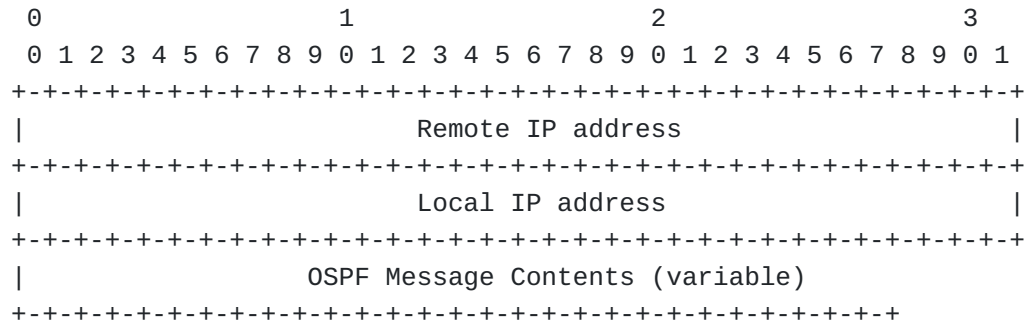 0                   1                   2                   3
 0 1 2 3 4 5 6 7 8 9 0 1 2 3 4 5 6 7 8 9 0 1 2 3 4 5 6 7 8 9 0 1
+-+-+-+-+-+-+-+-+-+-+-+-+-+-+-+-+-+-+-+-+-+-+-+-+-+-+-+-+-+-+-+-+
|                         Remote IP address                     |
+-+-+-+-+-+-+-+-+-+-+-+-+-+-+-+-+-+-+-+-+-+-+-+-+-+-+-+-+-+-+-+-+
|                         Local IP address                      |
+-+-+-+-+-+-+-+-+-+-+-+-+-+-+-+-+-+-+-+-+-+-+-+-+-+-+-+-+-+-+-+-+
|                  OSPF Message Contents (variable)
+-+-+-+-+-+-+-+-+-+-+-+-+-+-+-+-+-+-+-+-+-+-+-+-+-+-+-+-+